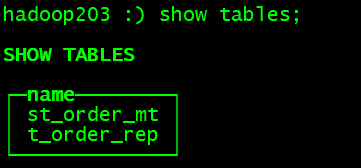 hadoop203 :) show tables;
SHOW TABLES
name
st_order_mt
t_order_rep